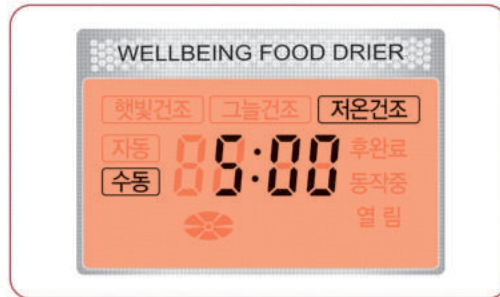 WELLBEING FOOD DRIER
햇빛건조 그늘건조 저온건조
자동 5:00 후완료
수동 동작중
열림